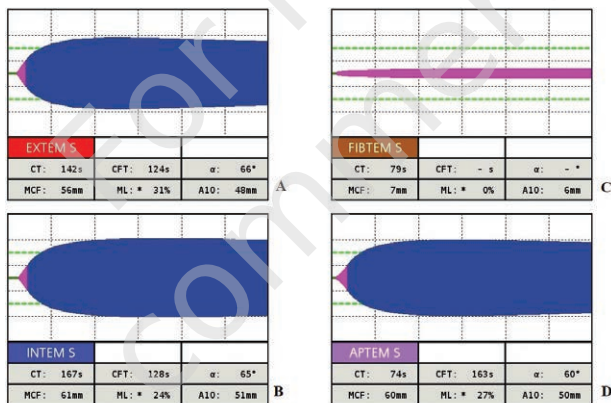 EXTEM S
CT: 142s CFT: 124s α: 66°
MCF: 56mm ML: * 31% A10: 48mm
A
FIBTEM S
CT: 79s CFT: - s α: - °
MCF: 7mm ML: * 0% A10: 6mm
C
INTEM S
CT: 167s CFT: 128s α: 65°
MCF: 61mm ML: * 24% A10: 51mm
B
APTEM S
CT: 74s CFT: 163s α: 60°
MCF: 60mm ML: * 27% A10: 50mm
D
For